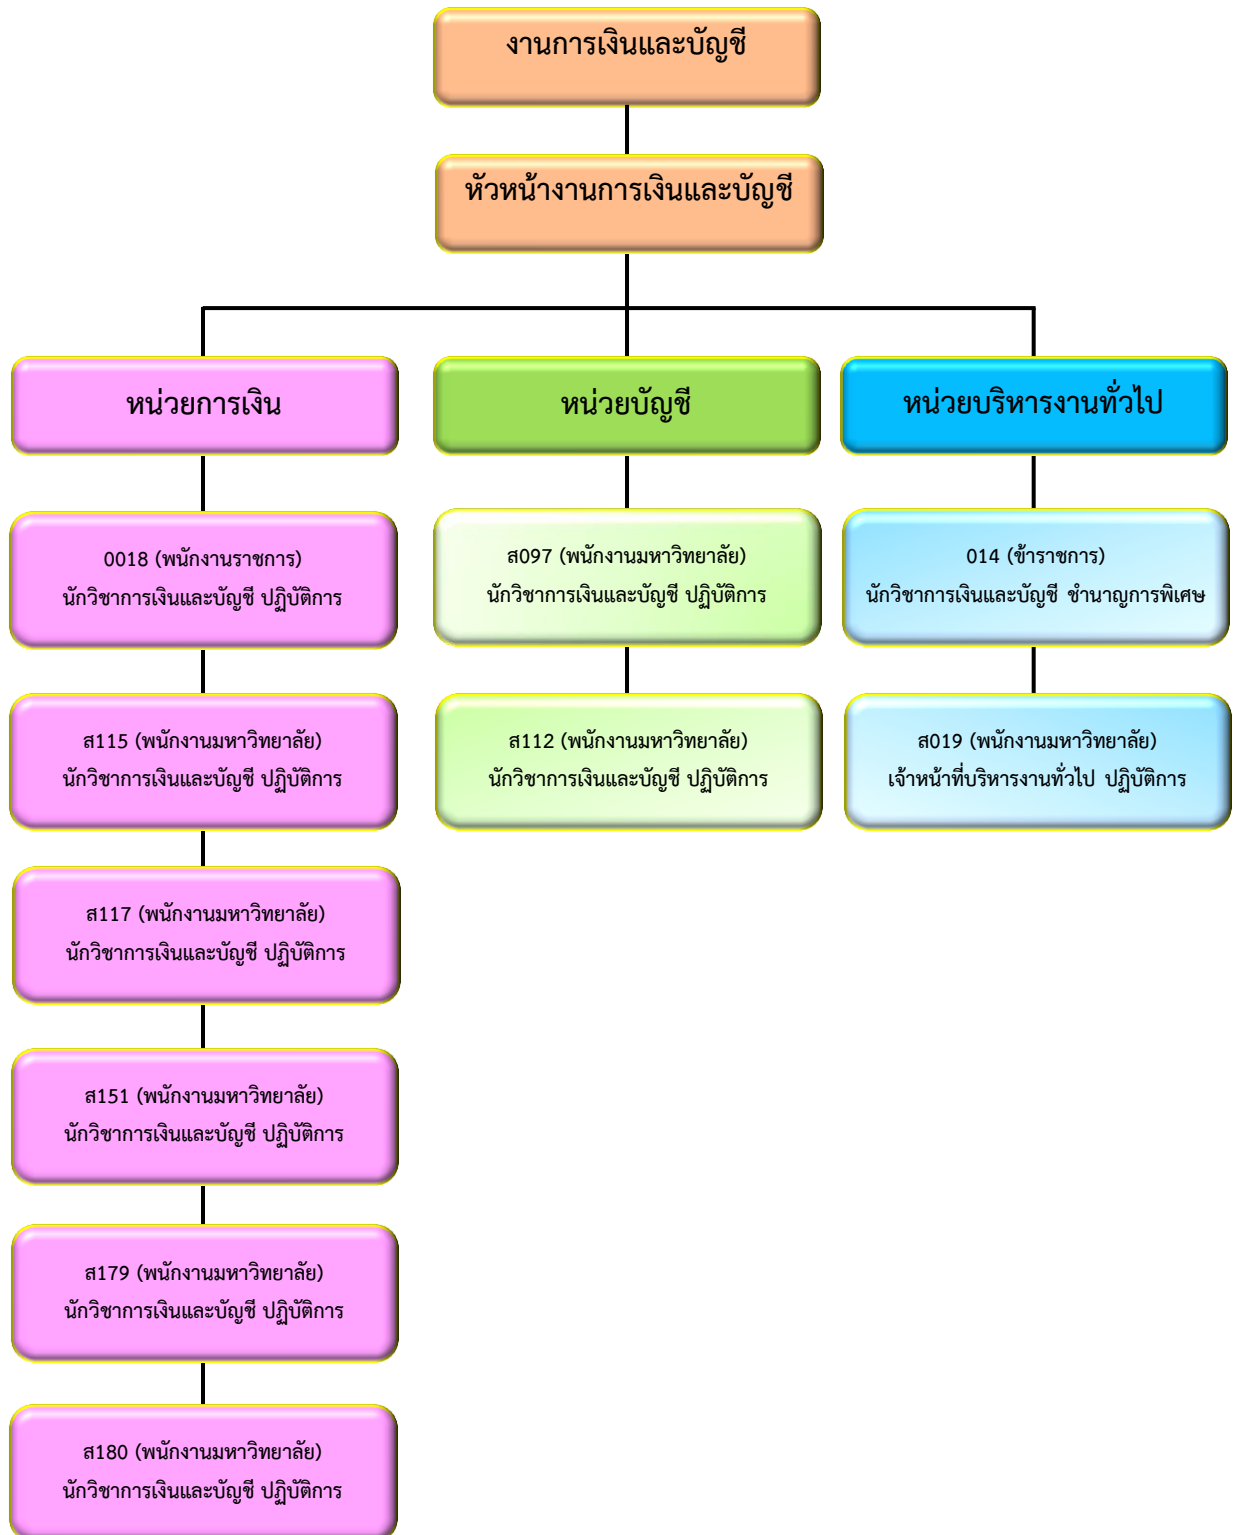 งานการเงินและบัญชี
หัวหน้างานการเงินและบัญชี
หน่วยการเงิน
0018 (พนักงานราชการ)
นักวิชาการเงินและบัญชี ปฏิบัติการ
ส115 (พนักงานมหาวิทยาลัย)
นักวิชาการเงินและบัญชี ปฏิบัติการ
ส117 (พนักงานมหาวิทยาลัย)
นักวิชาการเงินและบัญชี ปฏิบัติการ
ส151 (พนักงานมหาวิทยาลัย)
นักวิชาการเงินและบัญชี ปฏิบัติการ
ส179 (พนักงานมหาวิทยาลัย)
นักวิชาการเงินและบัญชี ปฏิบัติการ
ส180 (พนักงานมหาวิทยาลัย)
นักวิชาการเงินและบัญชี ปฏิบัติการ
หน่วยบัญชี
ส097 (พนักงานมหาวิทยาลัย)
นักวิชาการเงินและบัญชี ปฏิบัติการ
ส112 (พนักงานมหาวิทยาลัย)
นักวิชาการเงินและบัญชี ปฏิบัติการ
หน่วยบริหารงานทั่วไป
014 (ข้าราชการ)
นักวิชาการเงินและบัญชี ชำนาญการพิเศษ
ส019 (พนักงานมหาวิทยาลัย)
เจ้าหน้าที่บริหารงานทั่วไป ปฏิบัติการ